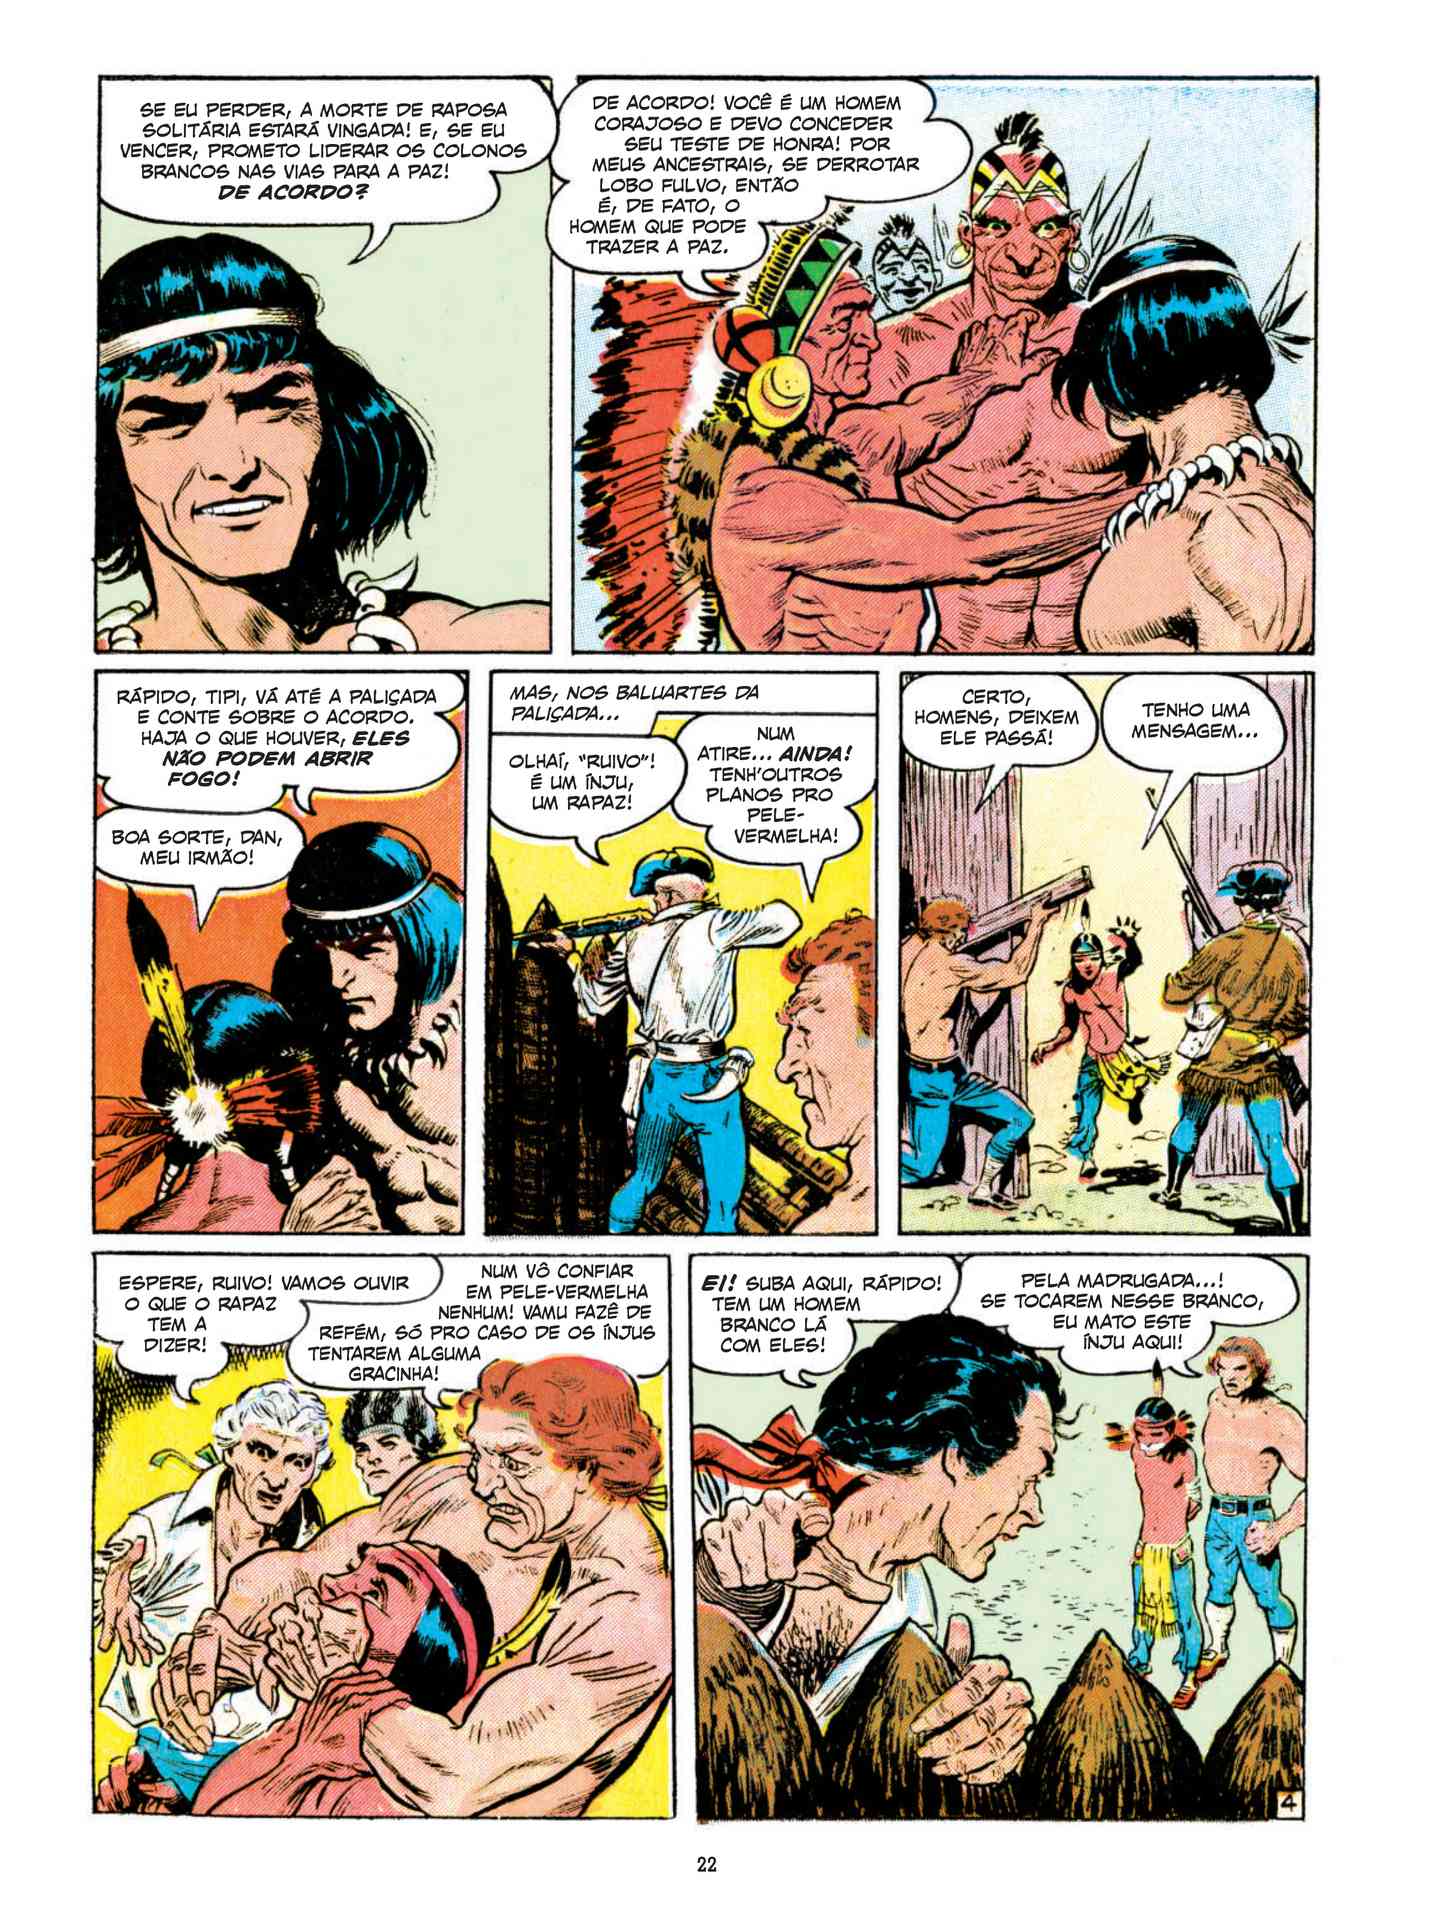 SE EU PERDER, A MORTE DE RAPOSA
SOLITÁRIA ESTARÁ VINGADA! E, SE EU
VENCER, PROMETO LIDERAR OS COLONOS
BRANCOS NAS VIAS PARA A PAZ!
DE ACORDO?
DE ACORDO! VOCÊ É UM HOMEM
CORAJOSO E DEVO CONCEDER
SEU TESTE DE HONRA! POR
MEUS ANCESTRAIS, SE DERROTAR
LOBO FULVO, ENTÃO
É, DE FATO, O
HOMEM QUE PODE
TRAZER A PAZ.
RÁPIDO, TIPI, VÁ ATÉ A PALIÇADA
E CONTE SOBRE O ACORDO.
HAJA O QUE HOUVER, ELES
NÃO PODEM ABRIR
FOGO!
BOA SORTE, DAN,
MEU IRMÃO!
MAS, NOS BALUARTES DA
PALIÇADA...
OLHAÍ, "RUIVO"!
É UM ÍNJU,
UM RAPAZ!
NUM
ATIRE... AINDA!
TENH'OUTROS
PLANOS PRO
PELE-
VERMELHA!
CERTO,
HOMENS, DEIXEM
ELE PASSÁ!
TENHO UMA
MENSAGEM...
ESPERE, RUIVO! VAMOS OUVIR
O QUE O RAPAZ
TEM A
DIZER!
NUM VÔ CONFIAR
EM PELE-VERMELHA
NENHUM! VAMU FAZÊ DE
REFÉM, SÓ PRO CASO DE OS ÍNJUS
TENTAREM ALGUMA
GRACINHA!
EI! SUBA AQUI, RÁPIDO!
TEM UM HOMEM
BRANCO LÁ
COM ELES!
PELA MADRUGADA...!
SE TOCAREM NESSE BRANCO,
EU MATO ESTE
ÍNJU AQUI!
4
22